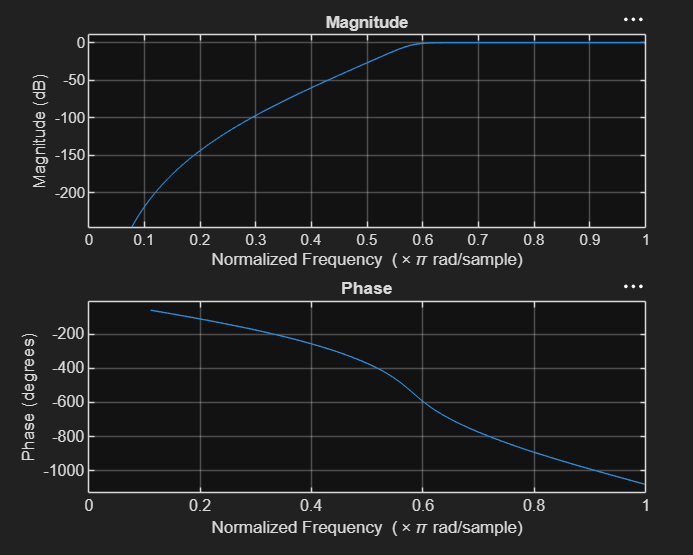 Magnitude
0
-50
-100
-150
-200
Magnitude (dB)
0 0.1 0.2 0.3 0.4 0.5 0.6 0.7 0.8 0.9 1
Normalized Frequency (× π rad/sample)
Phase
-200
-400
-600
-800
-1000
Phase (degrees)
0 0.2 0.4 0.6 0.8 1
Normalized Frequency (× π rad/sample)